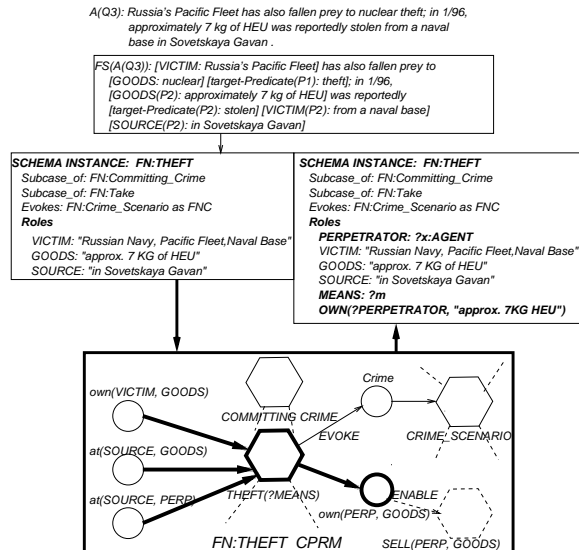 A(Q3): Russia's Pacific Fleet has also fallen prey to nuclear theft; in 1/96,
approximately 7 kg of HEU was reportedly stolen from a naval
base in Sovetskaya Gavan .
FS(A(Q3)): [VICTIM: Russia's Pacific Fleet] has also fallen prey to
[GOODS: nuclear] [target-Predicate(P1): theft]; in 1/96,
[GOODS(P2): approximately 7 kg of HEU] was reportedly
[target-Predicate(P2): stolen] [VICTIM(P2): from a naval base]
[SOURCE(P2): in Sovetskaya Gavan]
SCHEMA INSTANCE: FN:THEFT
Subcase_of: FN:Committing_Crime
Subcase_of: FN:Take
Evokes: FN:Crime_Scenario as FNC
Roles
VICTIM: "Russian Navy, Pacific Fleet,Naval Base"
GOODS: "approx. 7 KG of HEU"
SOURCE: "in Sovetskaya Gavan"
SCHEMA INSTANCE: FN:THEFT
Subcase_of: FN:Committing_Crime
Subcase_of: FN:Take
Evokes: FN:Crime_Scenario as FNC
Roles
PERPETRATOR: ?x:AGENT
VICTIM: "Russian Navy, Pacific Fleet,Naval Base"
GOODS: "approx. 7 KG of HEU"
SOURCE: "in Sovetskaya Gavan"
MEANS: ?m
OWN(?PERPETRATOR, "approx. 7KG HEU")
own(VICTIM, GOODS)
at(SOURCE, GOODS)
at(SOURCE, PERP)
COMMITTING CRIME
THEFT(?MEANS)
EVOKE
Crime
CRIME_SCENARIO
ENABLE
own(PERP, GOODS)
SELL(PERP, GOODS)
FN:THEFT CPRM